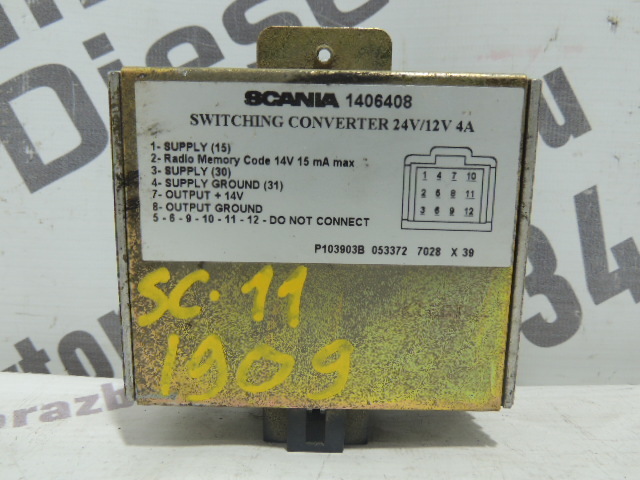 SCANIA 1406408
SWITCHING CONVERTER 24V/12V 4A
1- SUPPLY (15)
2- Radio Memory Code 14V 15 mA max
3- SUPPLY (30)
4- SUPPLY GROUND (31)
7- OUTPUT + 14V
8- OUTPUT GROUND
5 - 6 - 9 - 10 - 11 - 12 - DO NOT CONNECT
1 4 7 10
2 5 8 11
3 6 9 12
P103903B 053372 7028 X 39
SC. 11
1909
34